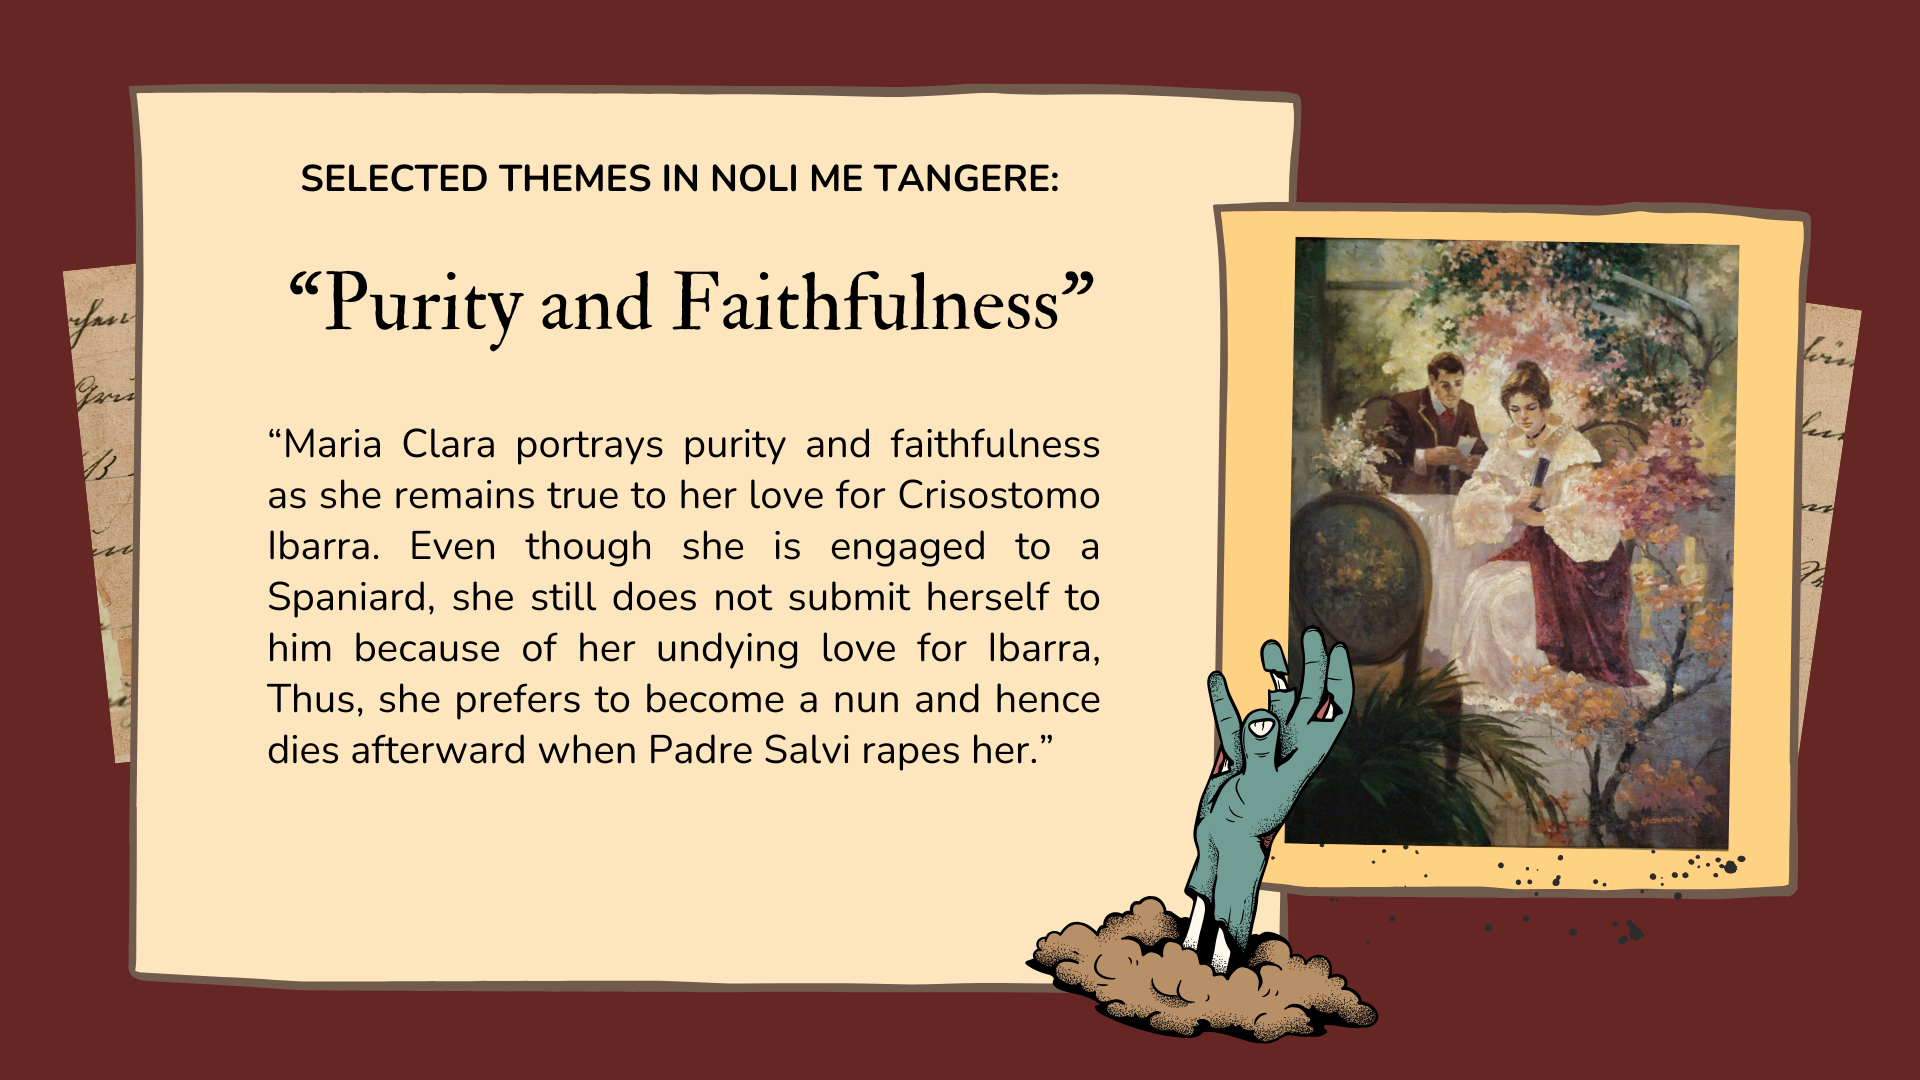 SELECTED THEMES IN NOLI ME TANGERE:
“Purity and Faithfulness”
“Maria Clara portrays purity and faithfulness
as she remains true to her love for Crisostomo
Ibarra. Even though she is engaged to a
Spaniard, she still does not submit herself to
him because of her undying love for Ibarra,
Thus, she prefers to become a nun and hence
dies afterward when Padre Salvi rapes her.”